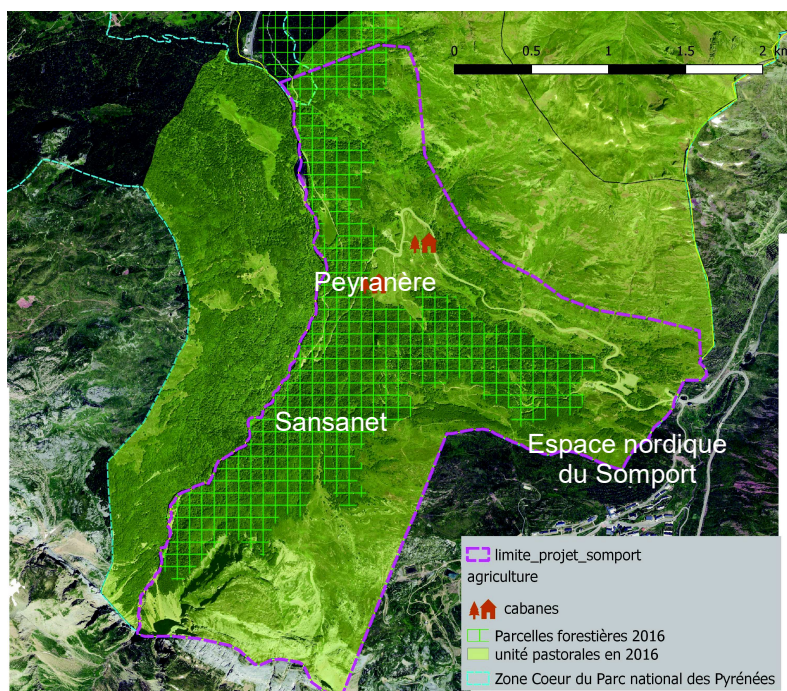 0 0.5 1 1.5 2 km
Peyranère
Sansanet
Espace nordique
du Somport
limite_projet_somport
agriculture
cabanes
Parcelles forestières 2016
unité pastorales en 2016
Zone Coeur du Parc national des Pyrénées